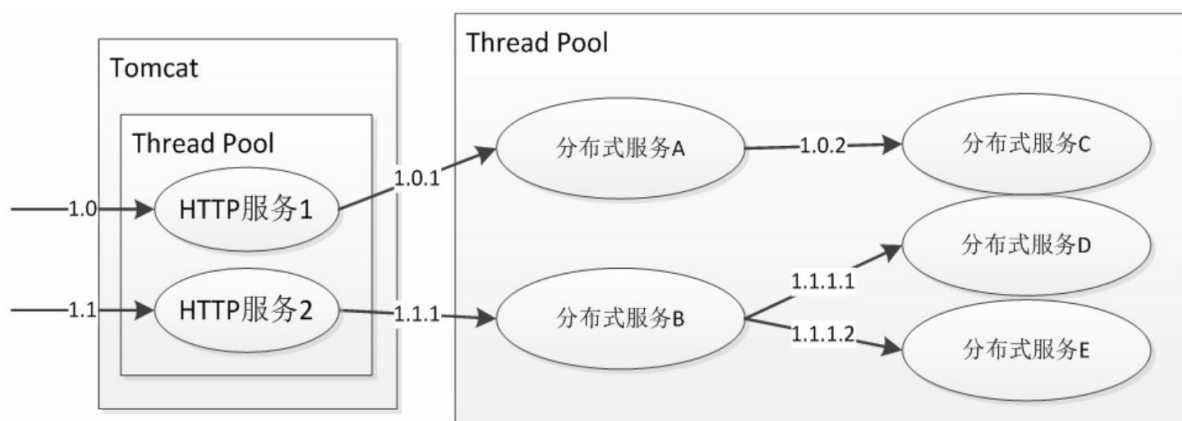 Thread Pool
Tomcat
Thread Pool
1.0
HTTP服务1
1.0.1
分布式服务A
1.0.2
分布式服务C
1.1
HTTP服务2
1.1.1
分布式服务B
1.1.1.1
分布式服务D
1.1.1.2
分布式服务E